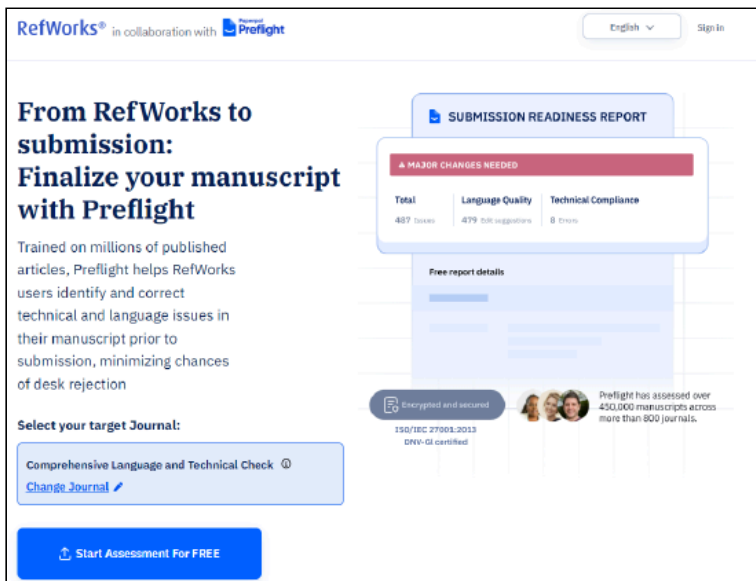 RefWorks® in collaboration with Paperpal Preflight
English
Sign in
From RefWorks to
submission:
Finalize your manuscript
with Preflight
Trained on millions of published
articles, Preflight helps RefWorks
users identify and correct
technical and language issues in
their manuscript prior to
submission, minimizing chances
of desk rejection
Select your target Journal:
Comprehensive Language and Technical Check
Change Journal
Start Assessment For FREE
SUBMISSION READINESS REPORT
MAJOR CHANGES NEEDED
Total Language Quality Technical Compliance
487 Issues 479 Edit suggestions 8 Errors
Free report details
Encrypted and secured
ISO/IEC 27001:2013
DNV-GI certified
Preflight has assessed over
450,000 manuscripts across
more than 800 journals.